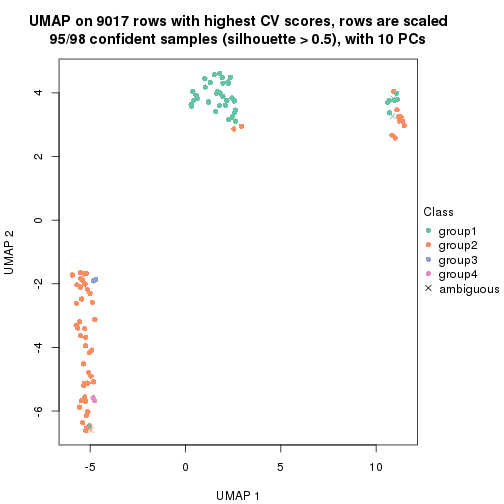 UMAP on 9017 rows with highest CV scores, rows are scaled
95/98 confident samples (silhouette > 0.5), with 10 PCs
4
2
0
-2
-4
-6
UMAP 2
-5
0
5
10
UMAP 1
Class
group1
group2
group3
group4
ambiguous